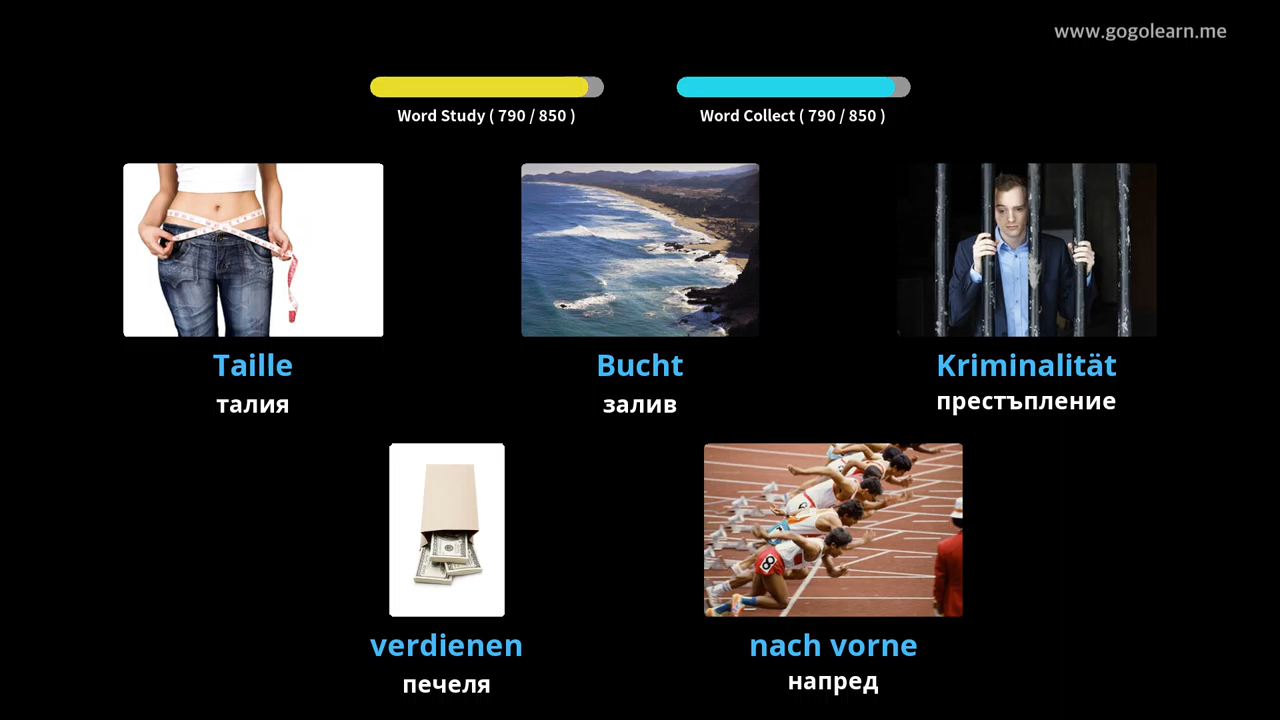 www.gogolearn.me
Word Study ( 790 / 850 )
Word Collect ( 790 / 850 )
Taille
талия
Bucht
залив
Kriminalität
престъпление
verdienen
печеля
nach vorne
напред